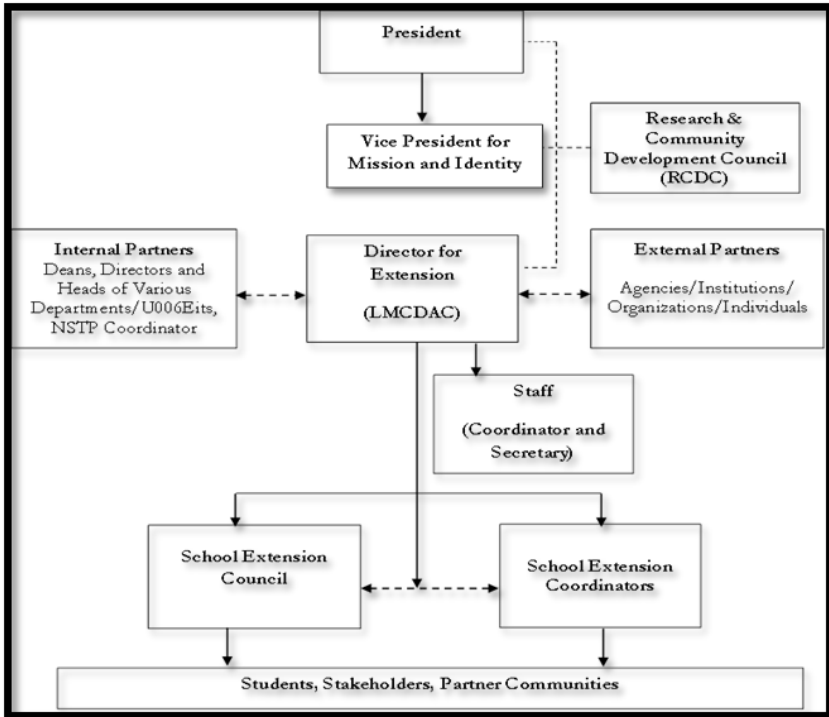 President
Vice President for
Mission and Identity
Research &
Community
Development Council
(RCDC)
Internal Partners
Deans, Directors and
Heads of Various
Departments/U006Eits,
NSTP Coordinator
Director for
Extension
(LMCDAC)
External Partners
Agencies/Institutions/
Organizations/Individuals
Staff
(Coordinator and
Secretary)
School Extension
Council
School Extension
Coordinators
Students, Stakeholders, Partner Communities